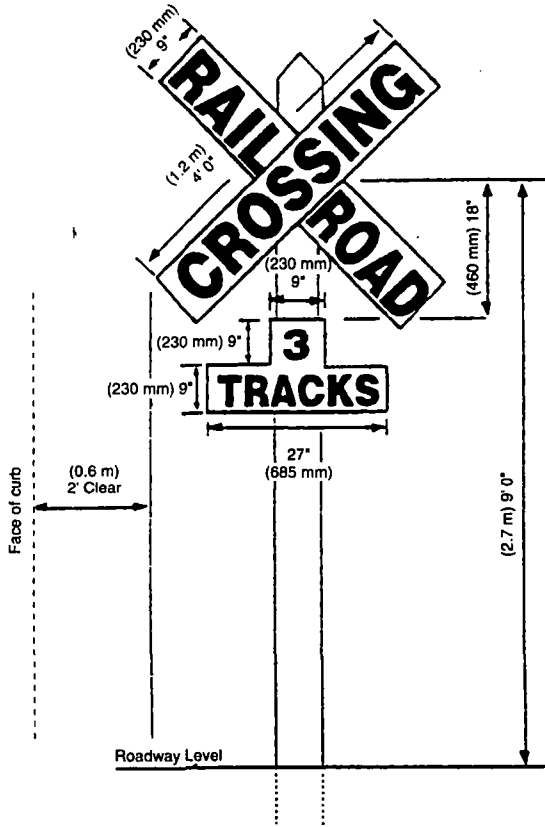 (230 mm)
9"
RAIL ROAD
CROSSING
(1.2 m)
4' 0"
(460 mm) 18"
(230 mm)
9"
(230 mm) 9"
3
(230 mm) 9"
TRACKS
27"
(685 mm)
(0.6 m)
2' Clear
Face of curb
(2.7 m) 9' 0"
Roadway Level